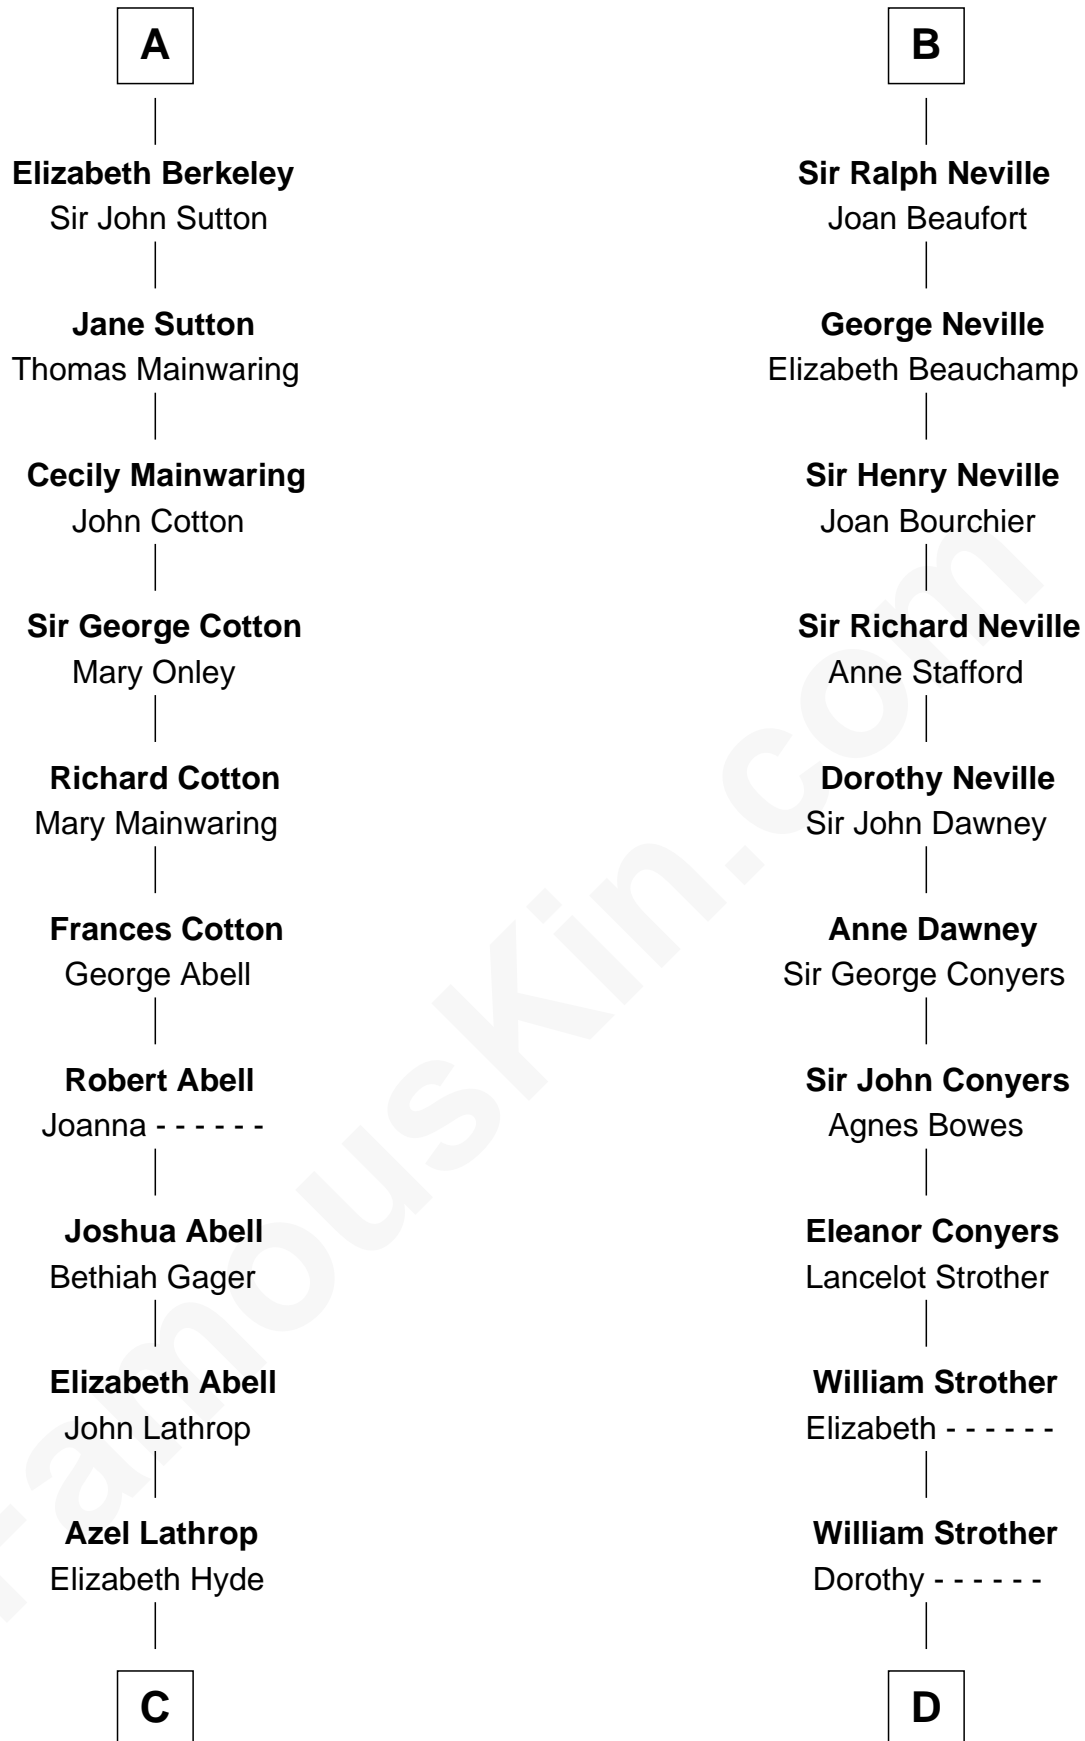 A
Elizabeth Berkeley
Sir John Sutton
Jane Sutton
Thomas Mainwaring
Cecily Mainwaring
John Cotton
Sir George Cotton
Mary Onley
Richard Cotton
Mary Mainwaring
Frances Cotton
George Abell
Robert Abell
Joanna - - - - - -
Joshua Abell
Bethiah Gager
Elizabeth Abell
John Lathrop
Azel Lathrop
Elizabeth Hyde
C
B
Sir Ralph Neville
Joan Beaufort
George Neville
Elizabeth Beauchamp
Sir Henry Neville
Joan Bourchier
Sir Richard Neville
Anne Stafford
Dorothy Neville
Sir John Dawney
Anne Dawney
Sir George Conyers
Sir John Conyers
Agnes Bowes
Eleanor Conyers
Lancelot Strother
William Strother
Elizabeth - - - - - -
William Strother
Dorothy - - - - - -
D
FamousKin.com